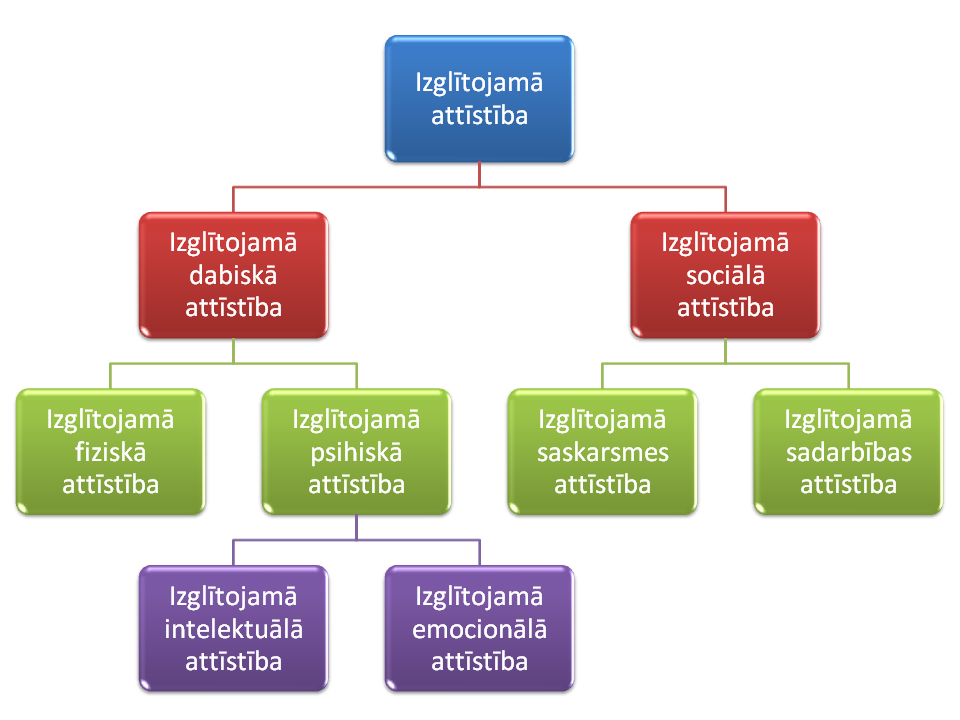 Izglītojamā
attīstība
Izglītojamā
dabiskā
attīstība
Izglītojamā
sociālā
attīstība
Izglītojamā
fiziskā
attīstība
Izglītojamā
psihiskā
attīstība
Izglītojamā
saskarsmes
attīstība
Izglītojamā
sadarbības
attīstība
Izglītojamā
intelektuālā
attīstība
Izglītojamā
emocionālā
attīstība